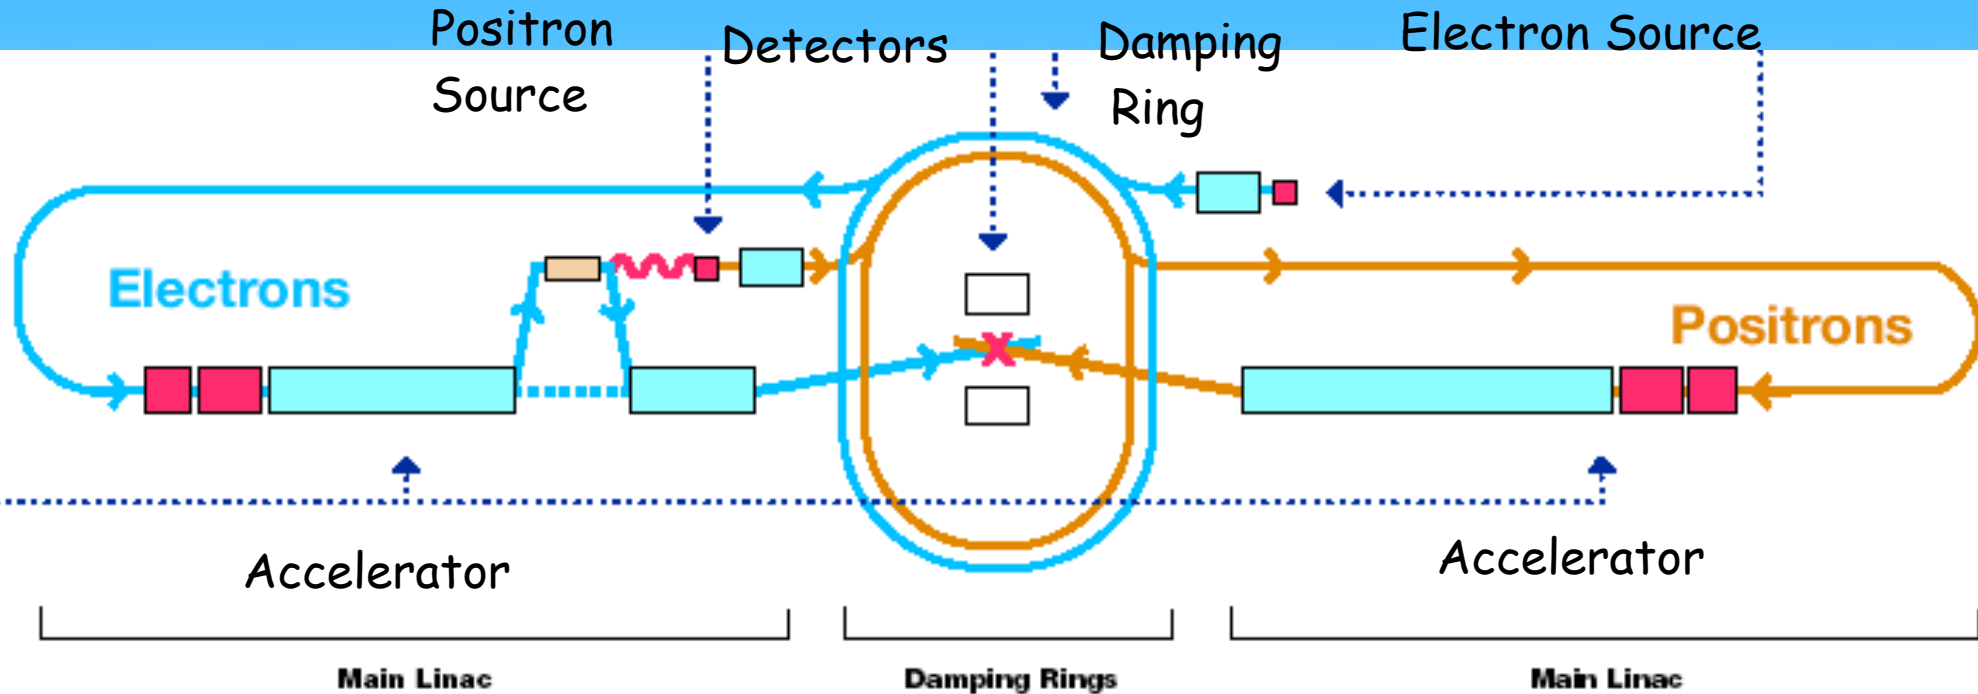 Positron
Source
Detectors
Damping
Ring
Electron Source
Electrons
Positrons
Accelerator
Accelerator
Main Linac
Damping Rings
Main Linac